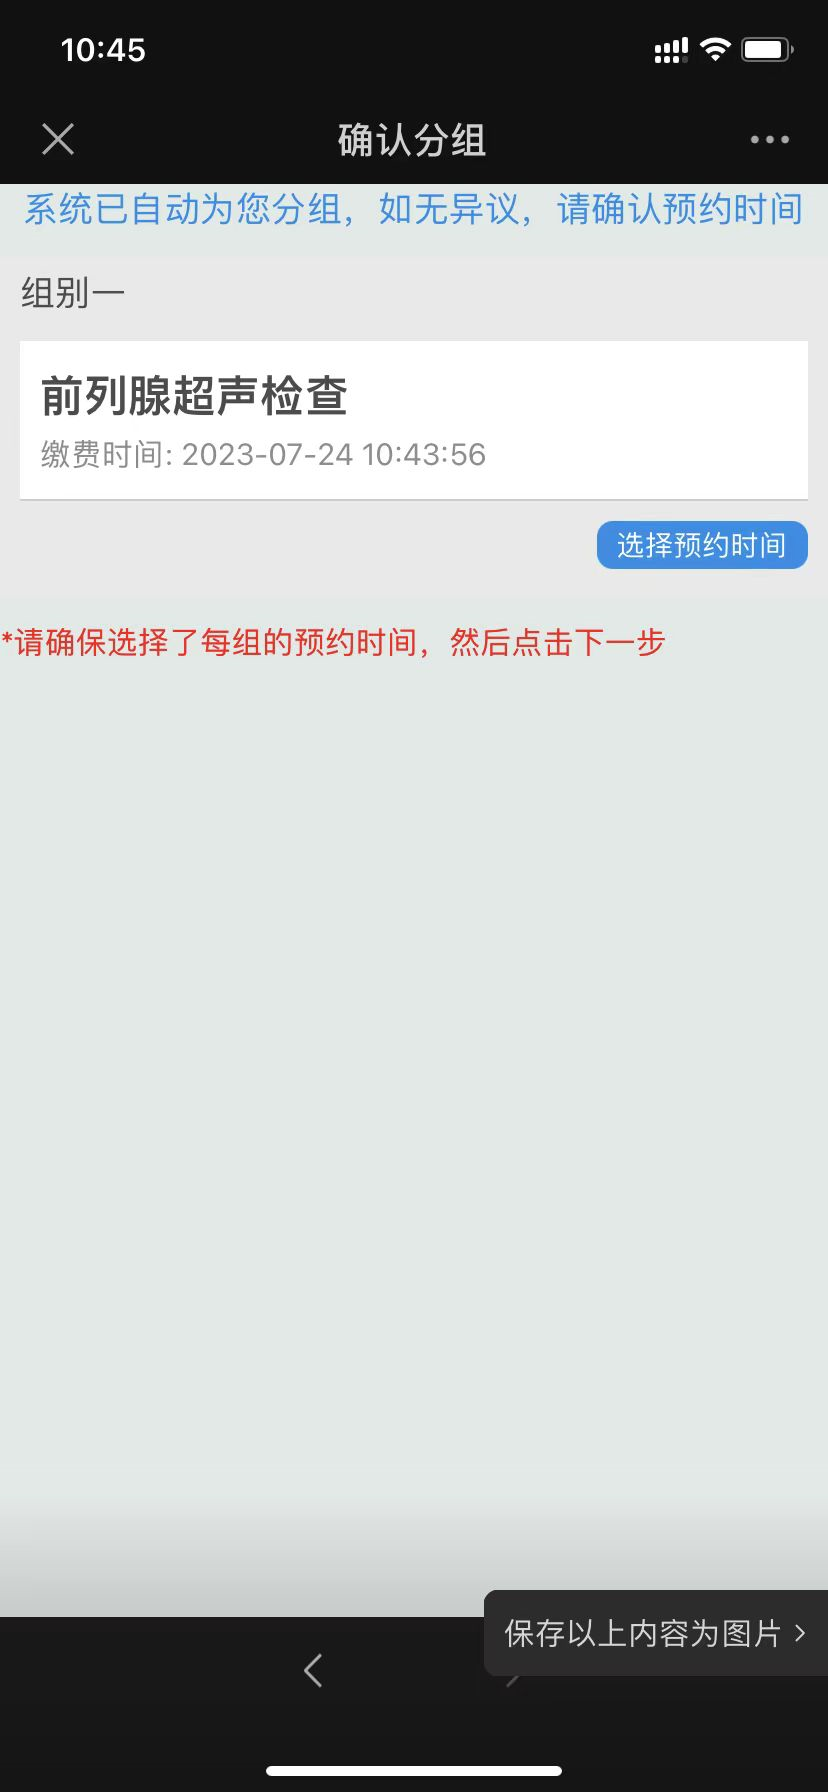 10:45
确认分组
系统已自动为您分组，如无异议，请确认预约时间
组别一
前列腺超声检查
缴费时间: 2023-07-24 10:43:56
选择预约时间
*请确保选择了每组的预约时间，然后点击下一步
保存以上内容为图片